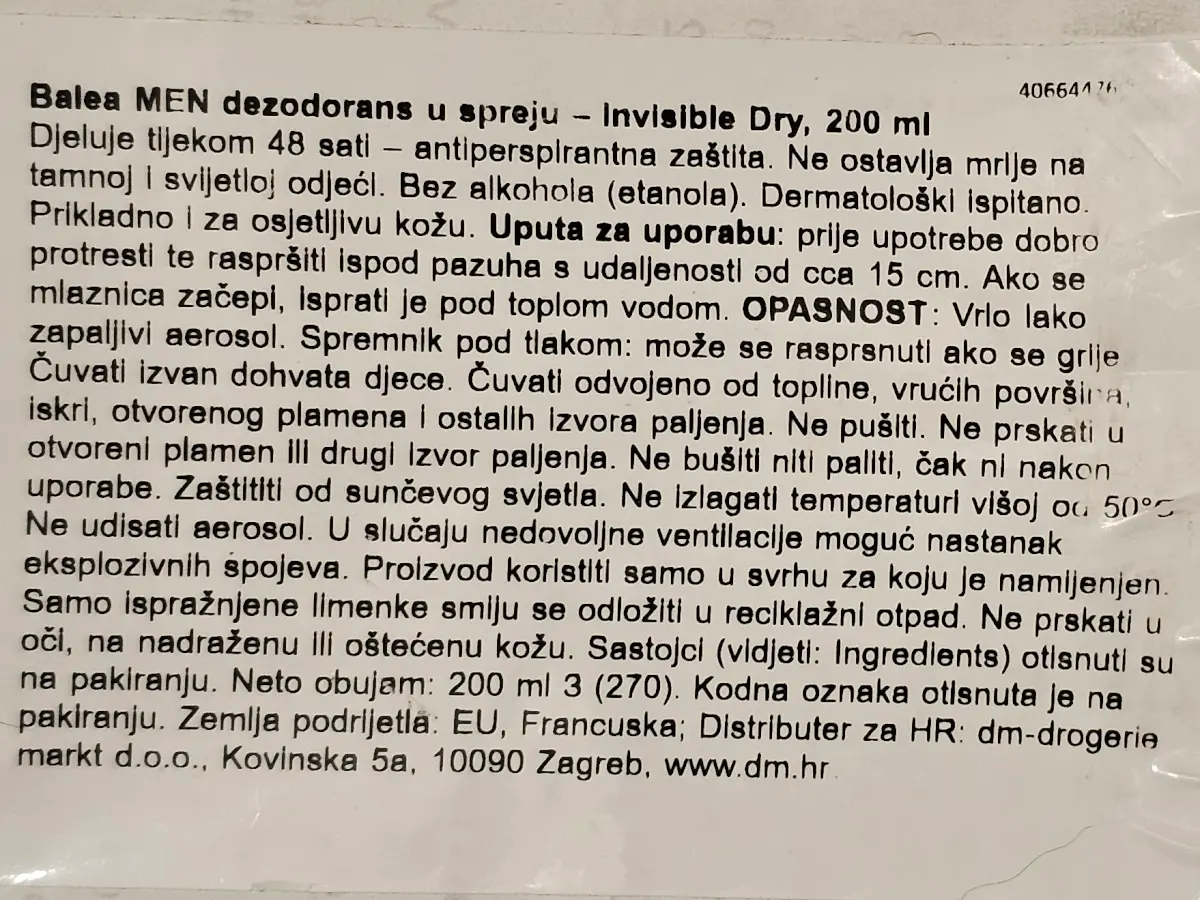 Balea MEN dezodorans u spreju – Invisible Dry, 200 ml
Djeluje tijekom 48 sati – antiperspirantna zaštita. Ne ostavlja mrlje na
tamnoj i svijetloj odjeći. Bez alkohola (etanola). Dermatološki ispitano.
Prikladno i za osjetljivu kožu. Uputa za uporabu: prije upotrebe dobro
protresti te raspršiti ispod pazuha s udaljenosti od cca 15 cm. Ako se
mlaznica začepi, isprati je pod toplom vodom. OPASNOST: Vrlo lako
zapaljivi aerosol. Spremnik pod tlakom: može se rasprsnuti ako se grije
Čuvati izvan dohvata djece. Čuvati odvojeno od topline, vrućih površina,
iskri, otvorenog plamena i ostalih izvora paljenja. Ne pušiti. Ne prskati u
otvoreni plamen ili drugi izvor paljenja. Ne bušiti niti paliti, čak ni nakon
uporabe. Zaštititi od sunčevog svjetla. Ne izlagati temperaturi višoj od 50°C
Ne udisati aerosol. U slučaju nedovoljne ventilacije moguć nastanak
eksplozivnih spojeva. Proizvod koristiti samo u svrhu za koju je namijenjen.
Samo ispražnjene limenke smiju se odložiti u reciklažni otpad. Ne prskati u
oči, na nadraženu ili oštećenu kožu. Sastojci (vidjeti: Ingredients) otisnuti su
na pakiranju. Neto obujam: 200 ml 3 (270). Kodna oznaka otisnuta je na
pakiranju. Zemlja podrijetla: EU, Francuska; Distributer za HR: dm-drogerie
markt d.o.o., Kovinska 5a, 10090 Zagreb, www.dm.hr